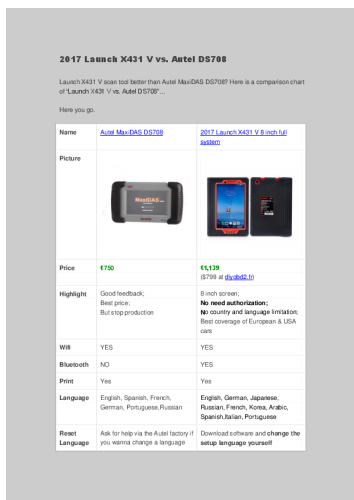 2017 Launch X431 V vs. Autel DS708
Launch X431 V scan tool better than Autel MaxiDAS DS708? Here is a comparison chart
of “Launch X431 V vs. Autel DS708”…
Here you go.
Name
Autel MaxiDAS DS708
2017 Launch X431 V 8 inch full
system
Picture
MaxiDAS
Price
€750
€1,139
($799 at diyobd2.fr)
Highlight
Good feedback;
Best price;
But stop production
8 inch screen;
No need authorization;
No country and language limitation;
Best coverage of European & USA
cars
Wifi
YES
YES
Bluetooth
NO
YES
Print
Yes
Yes
Language
English, Spanish, French,
German, Portuguese,Russian
English, German, Japanese,
Russian, French, Korea, Arabic,
Spanish,Italian, Portuguese
Reset
Language
Ask for help via the Autel factory if
you wanna change a language
Download software and change the
setup language yourself